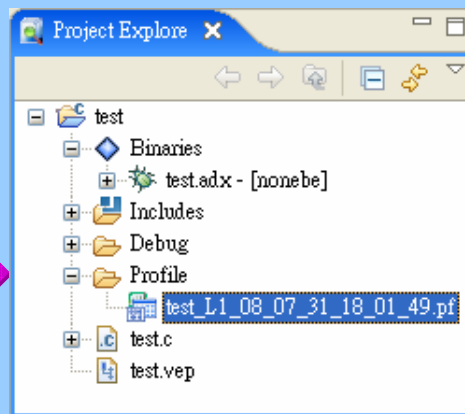 Project Explore
test
Binaries
test.adx - [nonebe]
Includes
Debug
Profile
test_L1_08_07_31_18_01_49.pf
test.c
test.vep